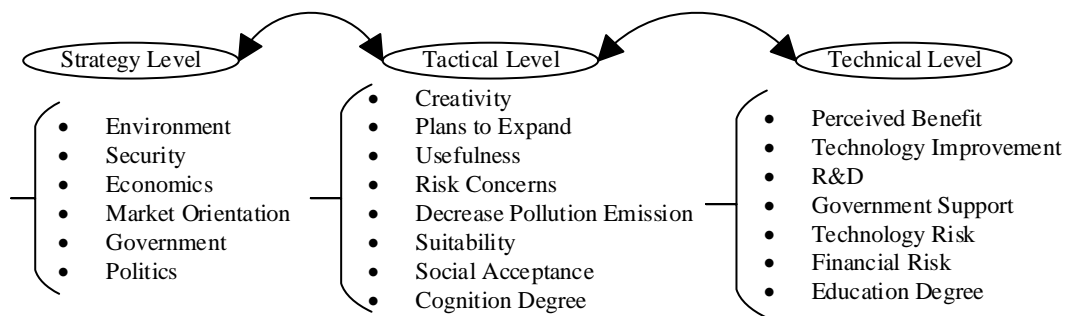 Strategy Level
Environment
Security
Economics
Market Orientation
Government
Politics
Tactical Level
Creativity
Plans to Expand
Usefulness
Risk Concerns
Decrease Pollution Emission
Suitability
Social Acceptance
Cognition Degree
Technical Level
Perceived Benefit
Technology Improvement
R&D
Government Support
Technology Risk
Financial Risk
Education Degree